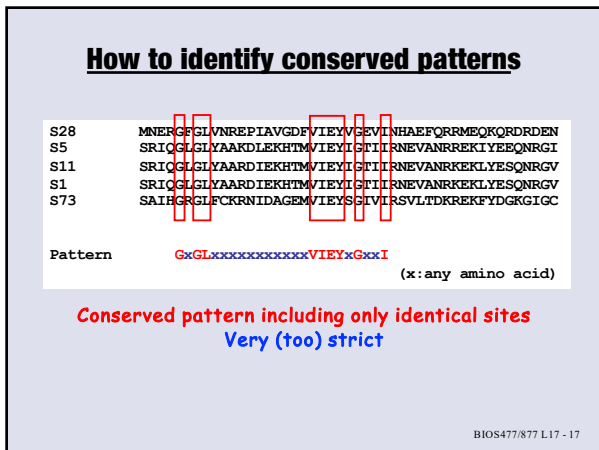 How to identify conserved patterns
S28 MNERGFGLVNREPIAVGDFVIEYVGEVINHAEFQRRMEQKQRDRDEN
S5 SRIQGLGLYAAKDLEKHTMVIEYIGTIIRNEVANRREKIYEEQNRGI
S11 SRIQGLGLYAARDIEKHTMVIEYIGTIIRNEVANRKEKLYESQNRGV
S1 SRIQGLGLYAARDIEKHTMVIEYIGTIIRNEVANRKEKLYESQNRGV
S73 SAIHGRGLFCKRNIDAGEMVIEYSGIVIRSVLTDKREKFYDGKGIGC
Pattern GxGLxxxxxxxxxxxVIEYxGxxI
(x:any amino acid)
Conserved pattern including only identical sites
Very (too) strict
BIOS477/877 L17 - 17